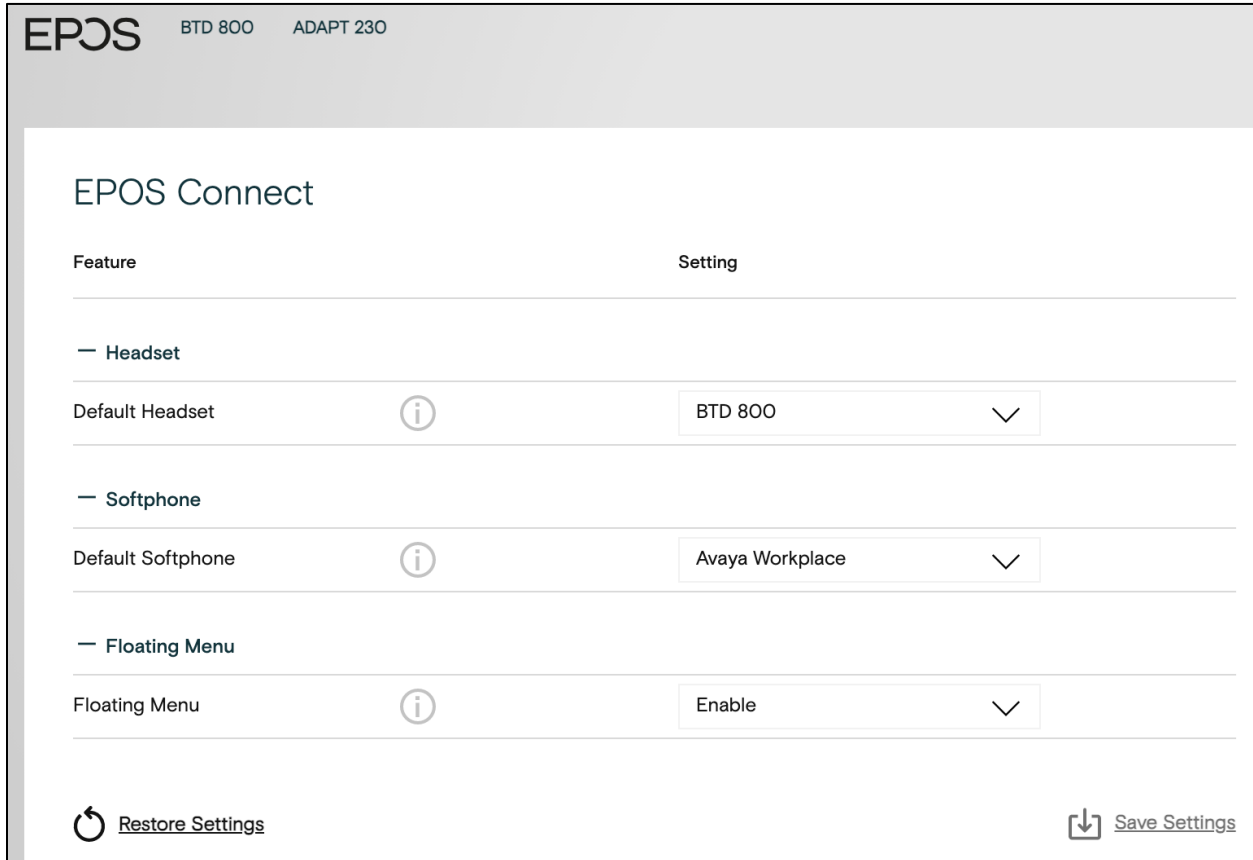 EPOS BTD 800 ADAPT 230
EPOS Connect
Feature Setting
Headset
Default Headset BTD 800
Softphone
Default Softphone Avaya Workplace
Floating Menu
Floating Menu Enable
Restore Settings Save Settings